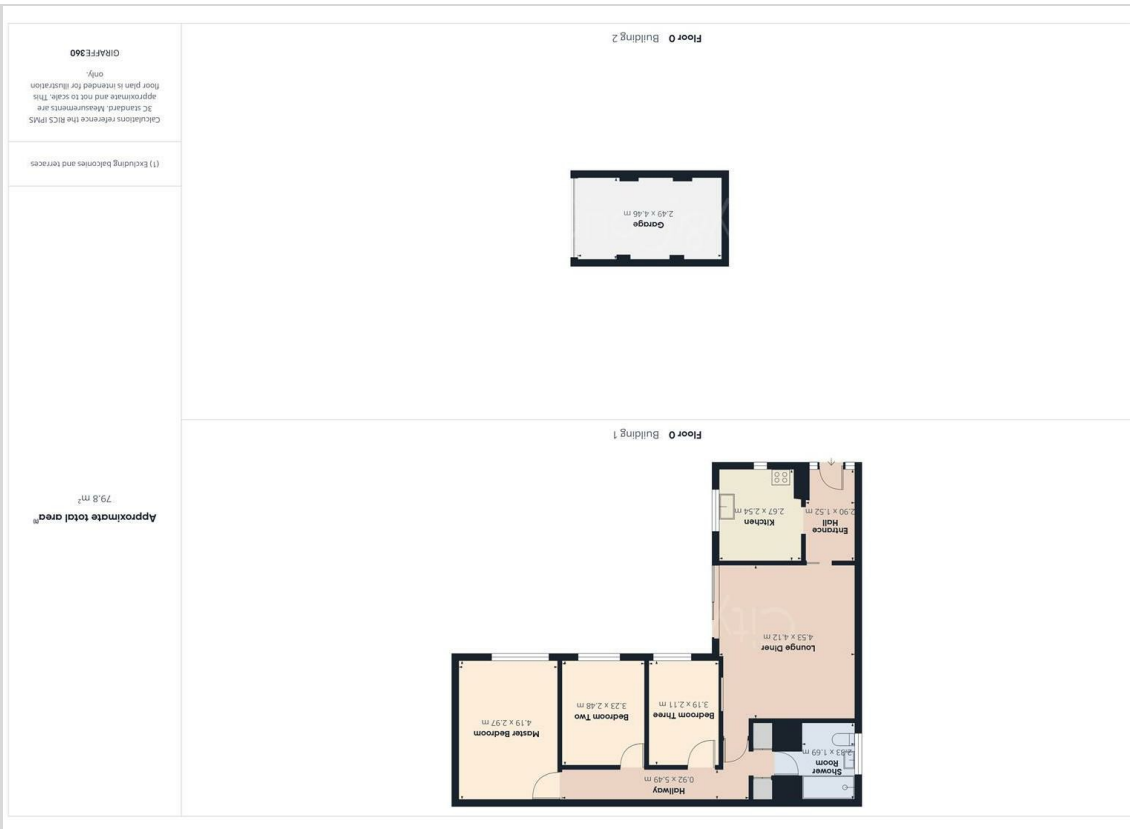 Hallway
0.92 x 5.49 m
Shower
Room
2.83 x 1.69 m
Master Bedroom
4.19 x 2.97 m
Bedroom Two
3.23 x 2.48 m
Bedroom Three
3.19 x 2.11 m
Lounge Diner
4.53 x 4.12 m
City
Entrance
Hall
2.90 x 1.52 m
Kitchen
2.67 x 2.54 m
Floor 0 Building 1
Garage
2.49 x 4.46 m
Floor 0 Building 2
Approximate total area⁽¹⁾
79.8 m²
(1) Excluding balconies and terraces
Calculations reference the RICS IPMS
3C standard. Measurements are
approximate and not to scale. This
floor plan is intended for illustration
only.
GIRAFFE360